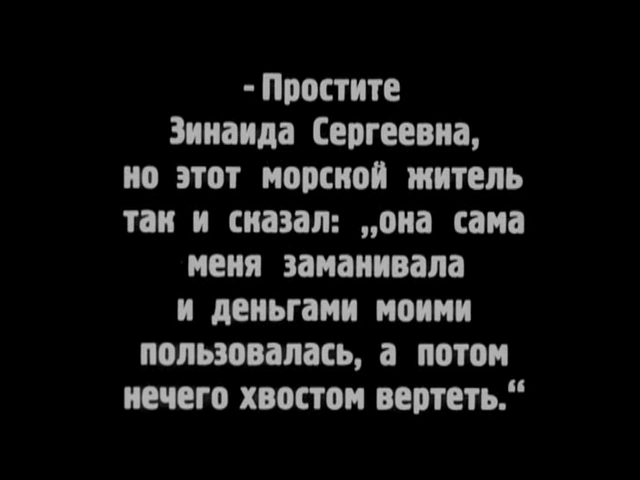 - Простите
Зинаида Сергеевна,
но этот морской житель
так и сказал: „она сама
меня заманивала
и деньгами моими
пользовалась, а потом
нечего хвостом вертеть.“